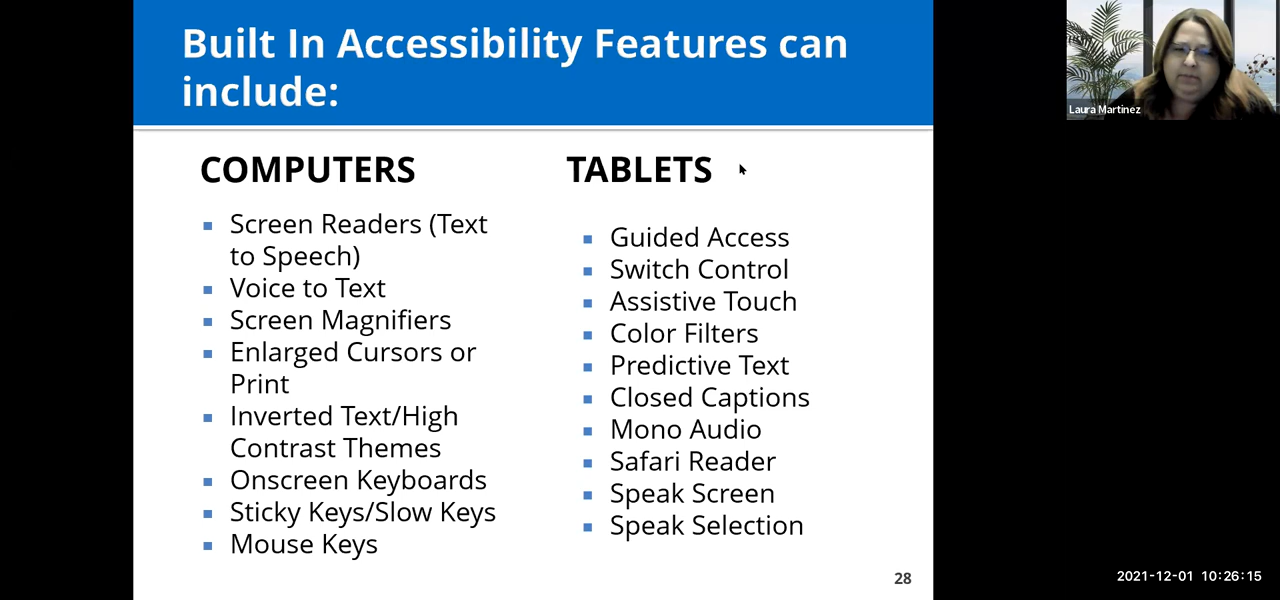 Built In Accessibility Features can
include:
COMPUTERS
Screen Readers (Text
to Speech)
Voice to Text
Screen Magnifiers
Enlarged Cursors or
Print
Inverted Text/High
Contrast Themes
Onscreen Keyboards
Sticky Keys/Slow Keys
Mouse Keys
TABLETS
Guided Access
Switch Control
Assistive Touch
Color Filters
Predictive Text
Closed Captions
Mono Audio
Safari Reader
Speak Screen
Speak Selection
28
Laura Martinez
2021-12-01 10:26:15